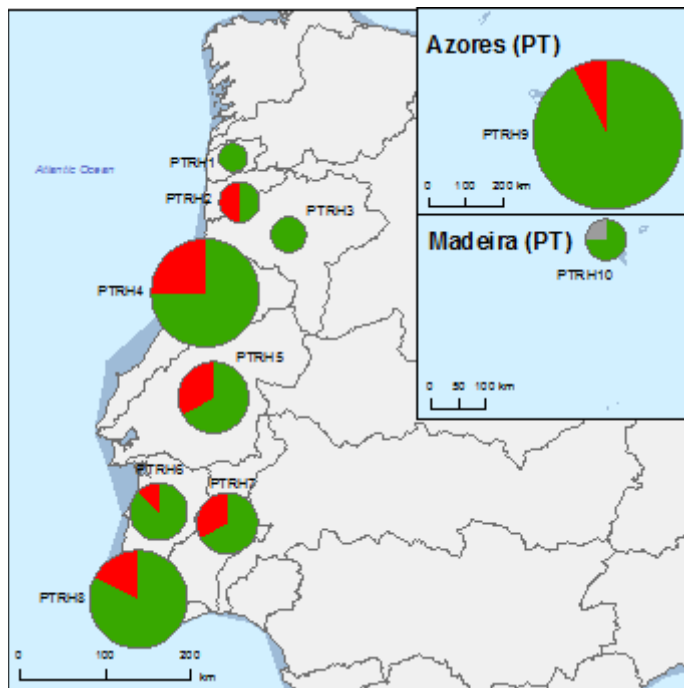 Azores (PT)
PTRH9
0 100 200 km
Madeira (PT)
PTRH10
0 50 100 km
Atlantic Ocean
PTRH1
PTRH2
PTRH3
PTRH4
PTRH5
PTRH6
PTRH7
PTRH8
0 100 200
km